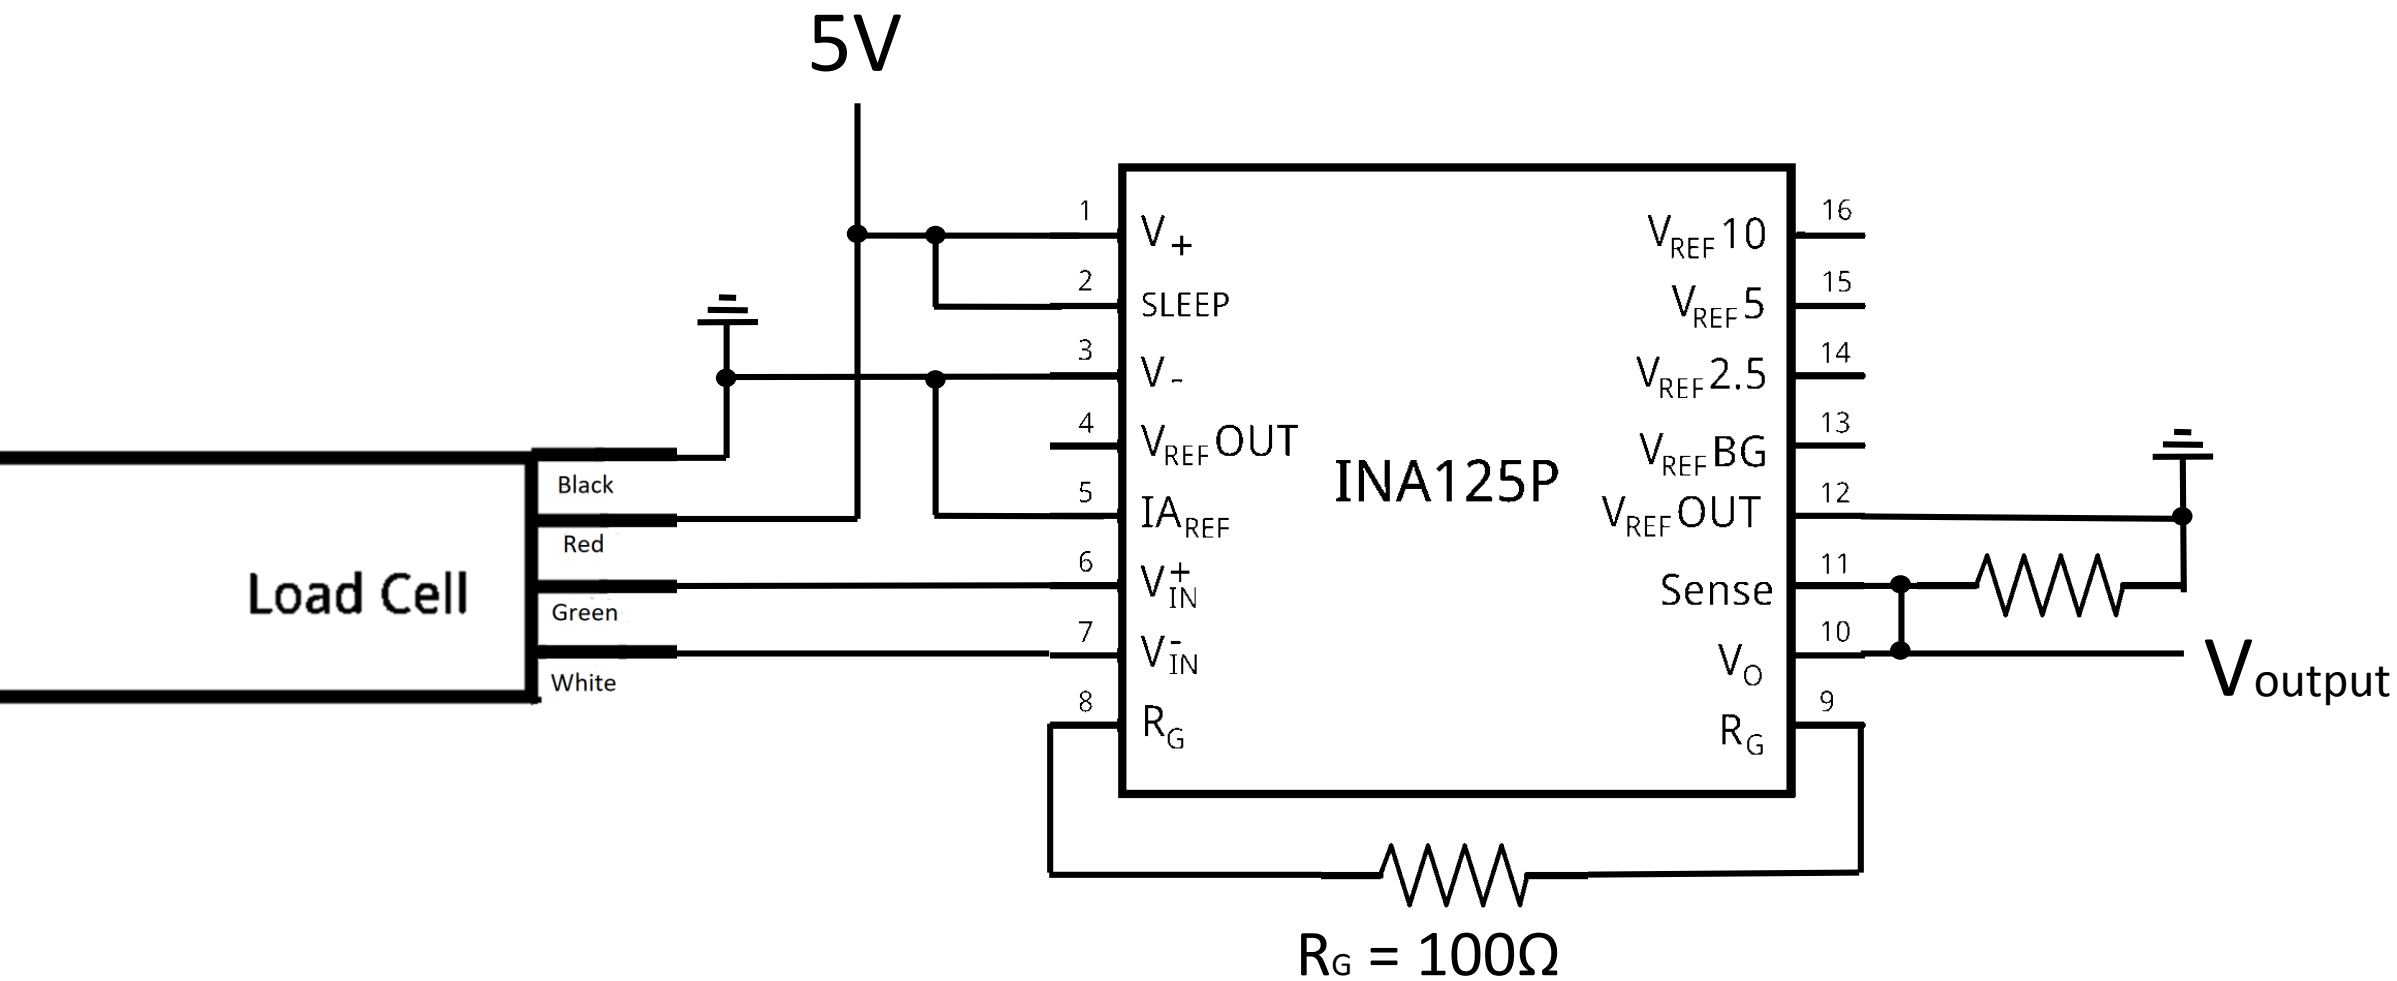 5V
Load Cell
Black
Red
Green
White
1
2
3
4
5
6
7
8
V+
SLEEP
V-
VREF OUT
IAREF
V+IN
V-IN
RG
INA125P
VREF 10
VREF 5
VREF 2.5
VREF BG
VREF OUT
Sense
VO
RG
16
15
14
13
12
11
10
9
Voutput
RG = 100Ω